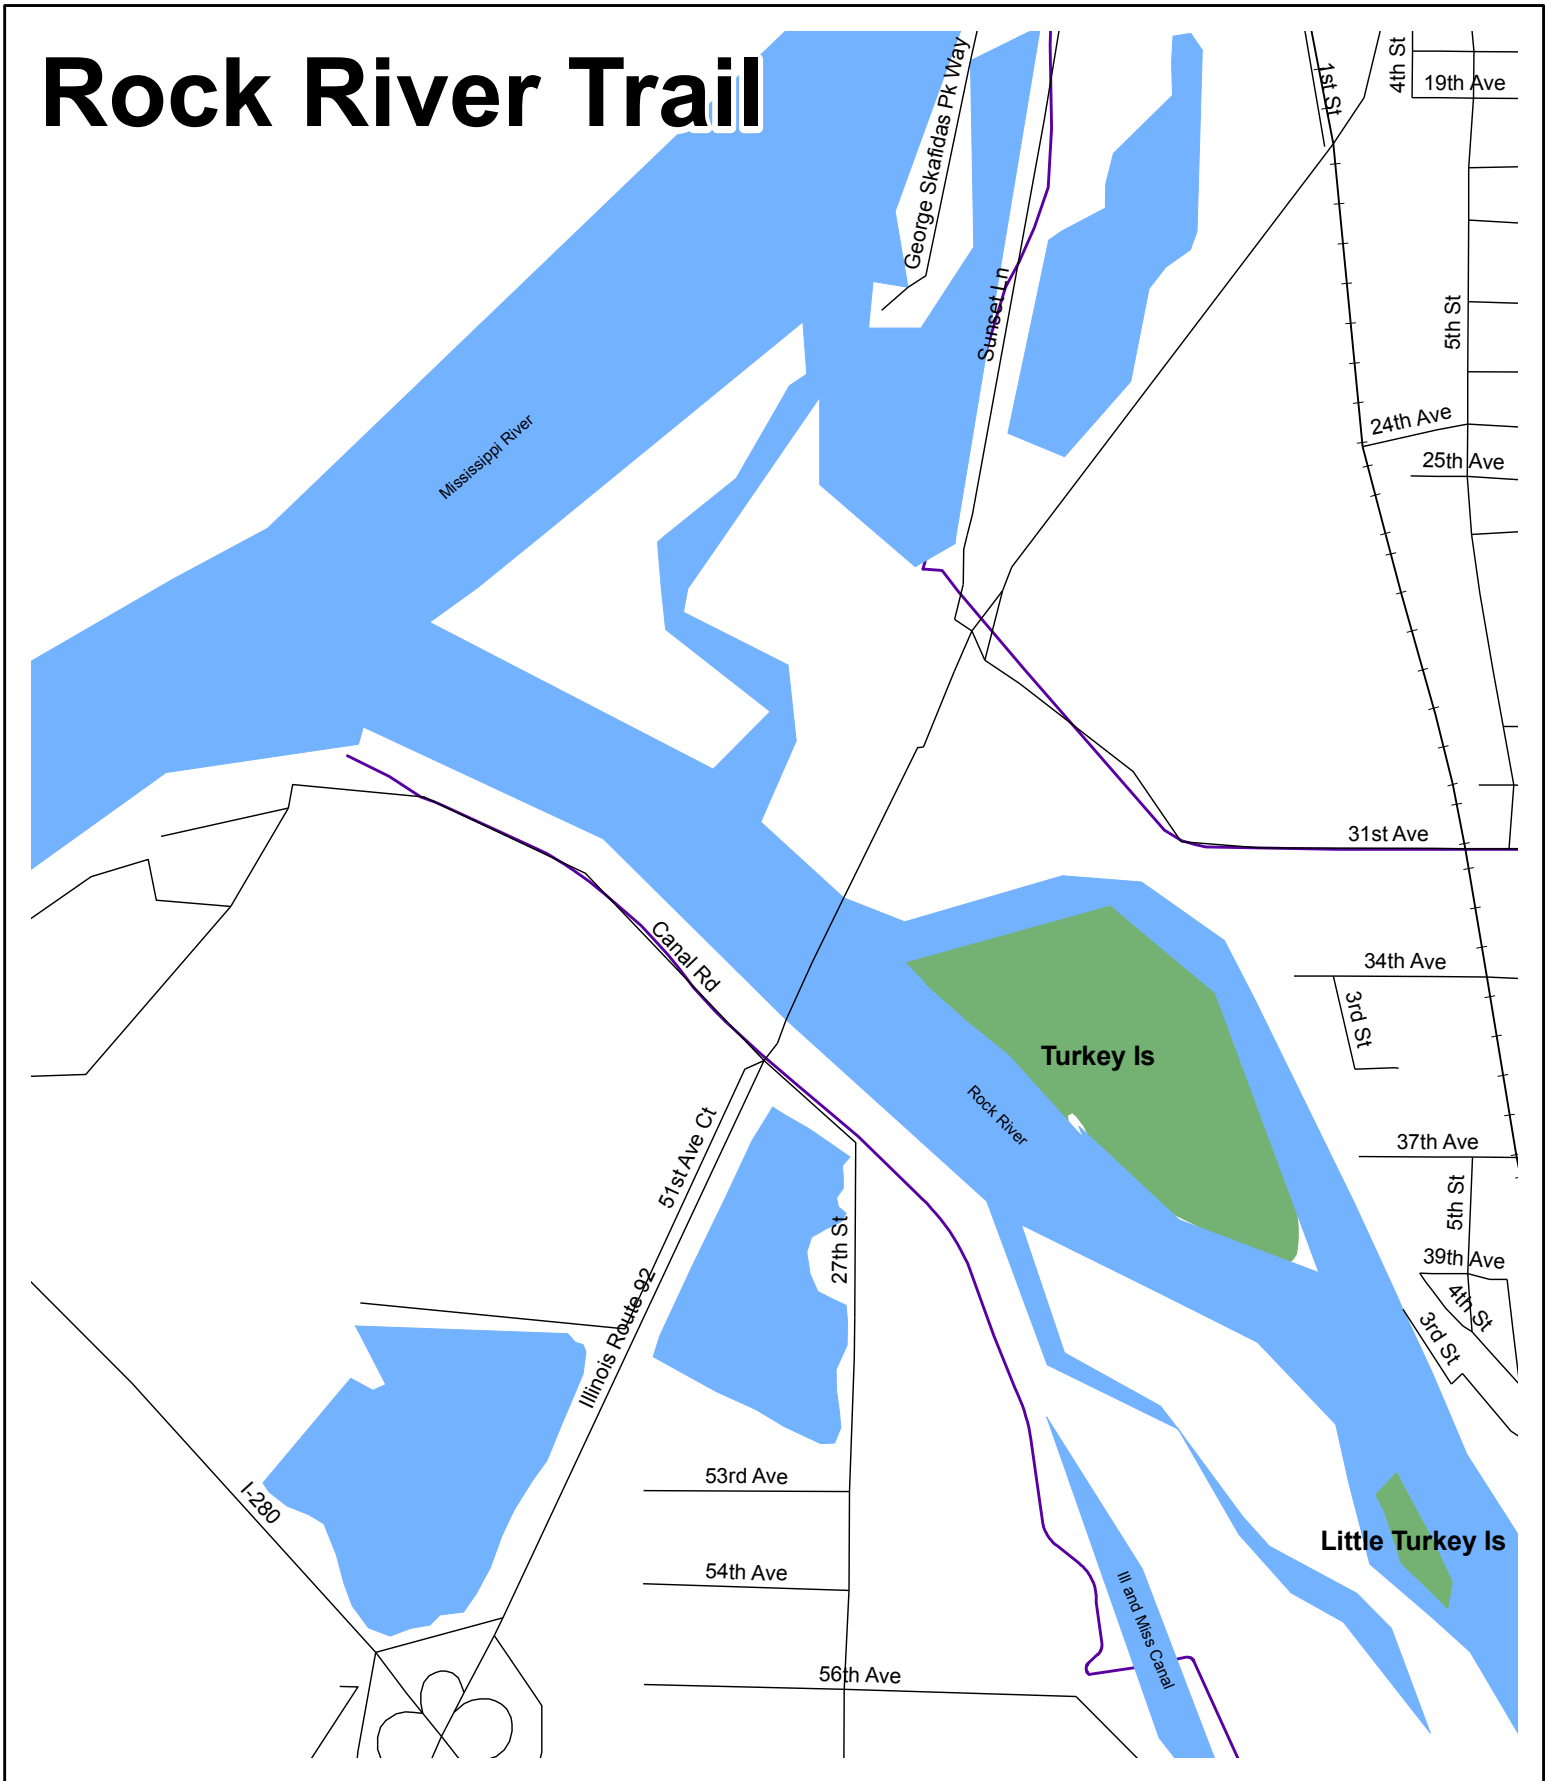 Rock River Trail
George Skafidas Pk Way
1st St
4th St
19th Ave
Sunset Ln
5th St
24th Ave
25th Ave
Mississippi River
31st Ave
Canal Rd
34th Ave
3rd St
Turkey Is
Rock River
51st Ave Ct
37th Ave
5th St
27th St
39th Ave
4th St
3rd St
Illinois Route 92
I-280
53rd Ave
Little Turkey Is
54th Ave
Ill and Miss Canal
56th Ave